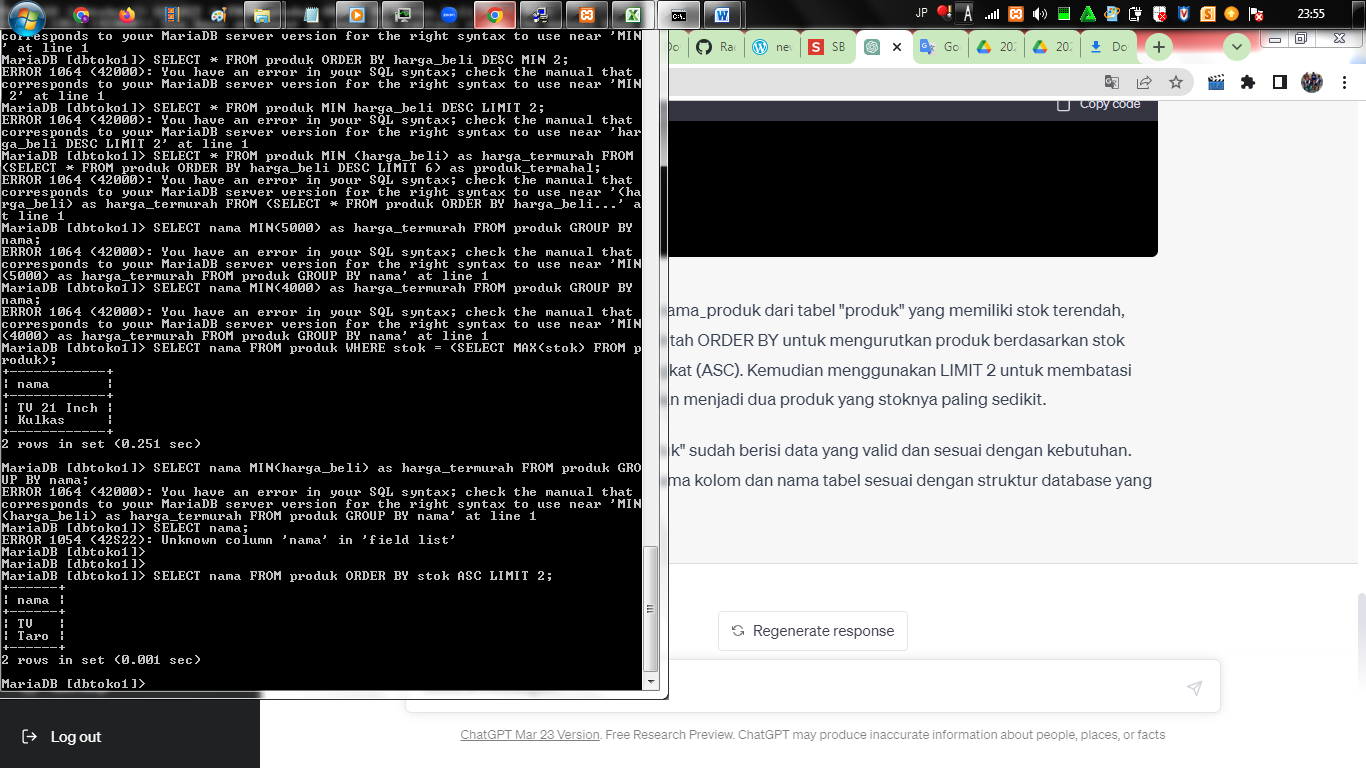 JP
A
23:55
corresponds to your MariaDB server version for the right syntax to use near 'MIN
' at line 1
MariaDB [dbtoko1]> SELECT * FROM produk ORDER BY harga_beli DESC MIN 2;
ERROR 1064 (42000): You have an error in your SQL syntax; check the manual that
corresponds to your MariaDB server version for the right syntax to use near 'MIN
 2' at line 1
MariaDB [dbtoko1]> SELECT * FROM produk MIN harga_beli DESC LIMIT 2;
ERROR 1064 (42000): You have an error in your SQL syntax; check the manual that
corresponds to your MariaDB server version for the right syntax to use near 'har
ga_beli DESC LIMIT 2' at line 1
MariaDB [dbtoko1]> SELECT * FROM produk MIN (harga_beli) as harga_termurah FROM
(SELECT * FROM produk ORDER BY harga_beli DESC LIMIT 6) as produk_termahal;
ERROR 1064 (42000): You have an error in your SQL syntax; check the manual that
corresponds to your MariaDB server version for the right syntax to use near '(ha
rga_beli) as harga_termurah FROM (SELECT * FROM produk ORDER BY harga_beli...' a
t line 1
MariaDB [dbtoko1]> SELECT nama MIN(5000) as harga_termurah FROM produk GROUP BY
nama;
ERROR 1064 (42000): You have an error in your SQL syntax; check the manual that
corresponds to your MariaDB server version for the right syntax to use near 'MIN
(5000) as harga_termurah FROM produk GROUP BY nama' at line 1
MariaDB [dbtoko1]> SELECT nama MIN(4000) as harga_termurah FROM produk GROUP BY
nama;
ERROR 1064 (42000): You have an error in your SQL syntax; check the manual that
corresponds to your MariaDB server version for the right syntax to use near 'MIN
(4000) as harga_termurah FROM produk GROUP BY nama' at line 1
MariaDB [dbtoko1]> SELECT nama FROM produk WHERE stok = (SELECT MAX(stok) FROM p
roduk);
+------------+
| nama       |
+------------+
| TV 21 Inch |
| Kulkas     |
+------------+
2 rows in set (0.251 sec)
MariaDB [dbtoko1]> SELECT nama MIN(harga_beli) as harga_termurah FROM produk GRO
UP BY nama;
ERROR 1064 (42000): You have an error in your SQL syntax; check the manual that
corresponds to your MariaDB server version for the right syntax to use near 'MIN
(harga_beli) as harga_termurah FROM produk GROUP BY nama' at line 1
MariaDB [dbtoko1]> SELECT nama;
ERROR 1054 (42S22): Unknown column 'nama' in 'field list'
MariaDB [dbtoko1]>
MariaDB [dbtoko1]>
MariaDB [dbtoko1]> SELECT nama FROM produk ORDER BY stok ASC LIMIT 2;
+------+
| nama |
+------+
| TV   |
| Taro |
+------+
2 rows in set (0.001 sec)
MariaDB [dbtoko1]>
Do Rac nev SB Go 202 202 Do
Copy code
ama_produk dari tabel "produk" yang memiliki stok terendah,
tah ORDER BY untuk mengurutkan produk berdasarkan stok
kat (ASC). Kemudian menggunakan LIMIT 2 untuk membatasi
n menjadi dua produk yang stoknya paling sedikit.
k" sudah berisi data yang valid dan sesuai dengan kebutuhan.
ma kolom dan nama tabel sesuai dengan struktur database yang
Regenerate response
Log out
ChatGPT Mar 23 Version. Free Research Preview. ChatGPT may produce inaccurate information about people, places, or facts